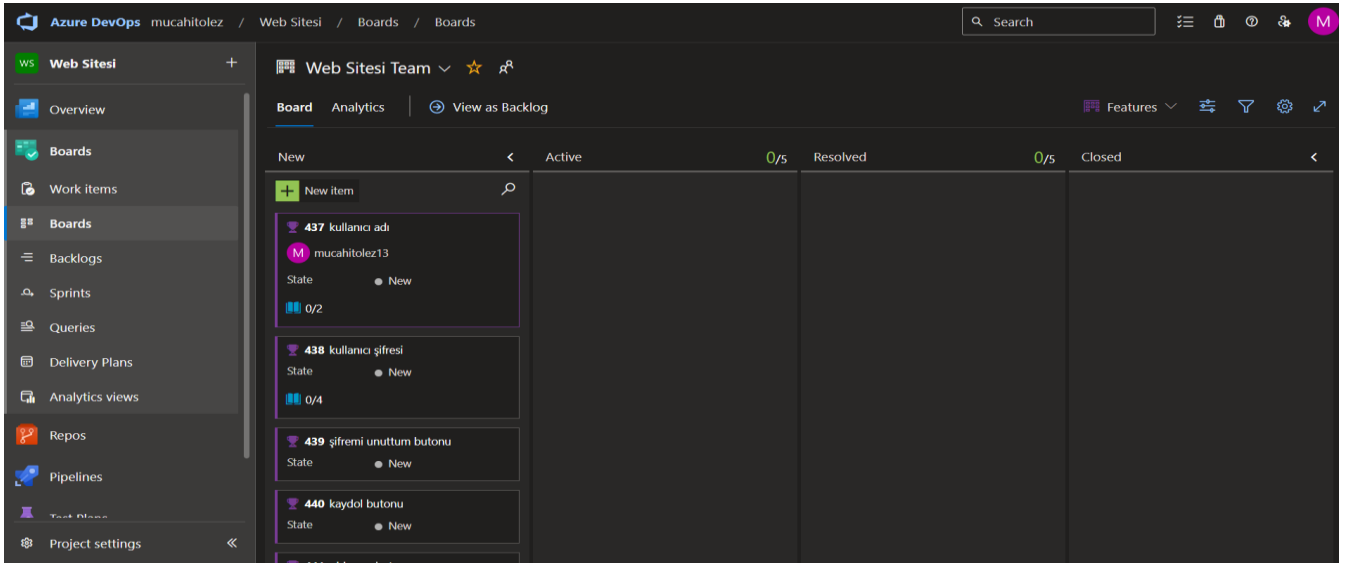 Azure DevOps mucahitolez / Web Sitesi / Boards / Boards
Search
M
WS Web Sitesi +
Overview
Boards
Work items
Boards
Backlogs
Sprints
Queries
Delivery Plans
Analytics views
Repos
Pipelines
Test Plans
Project settings
Web Sitesi Team
Board Analytics View as Backlog
Features
New
Active 0/5
Resolved 0/5
Closed
New item
437 kullanıcı adı
M mucahitolez13
State New
0/2
438 kullanıcı şifresi
State New
0/4
439 şifremi unuttum butonu
State New
440 kaydol butonu
State New